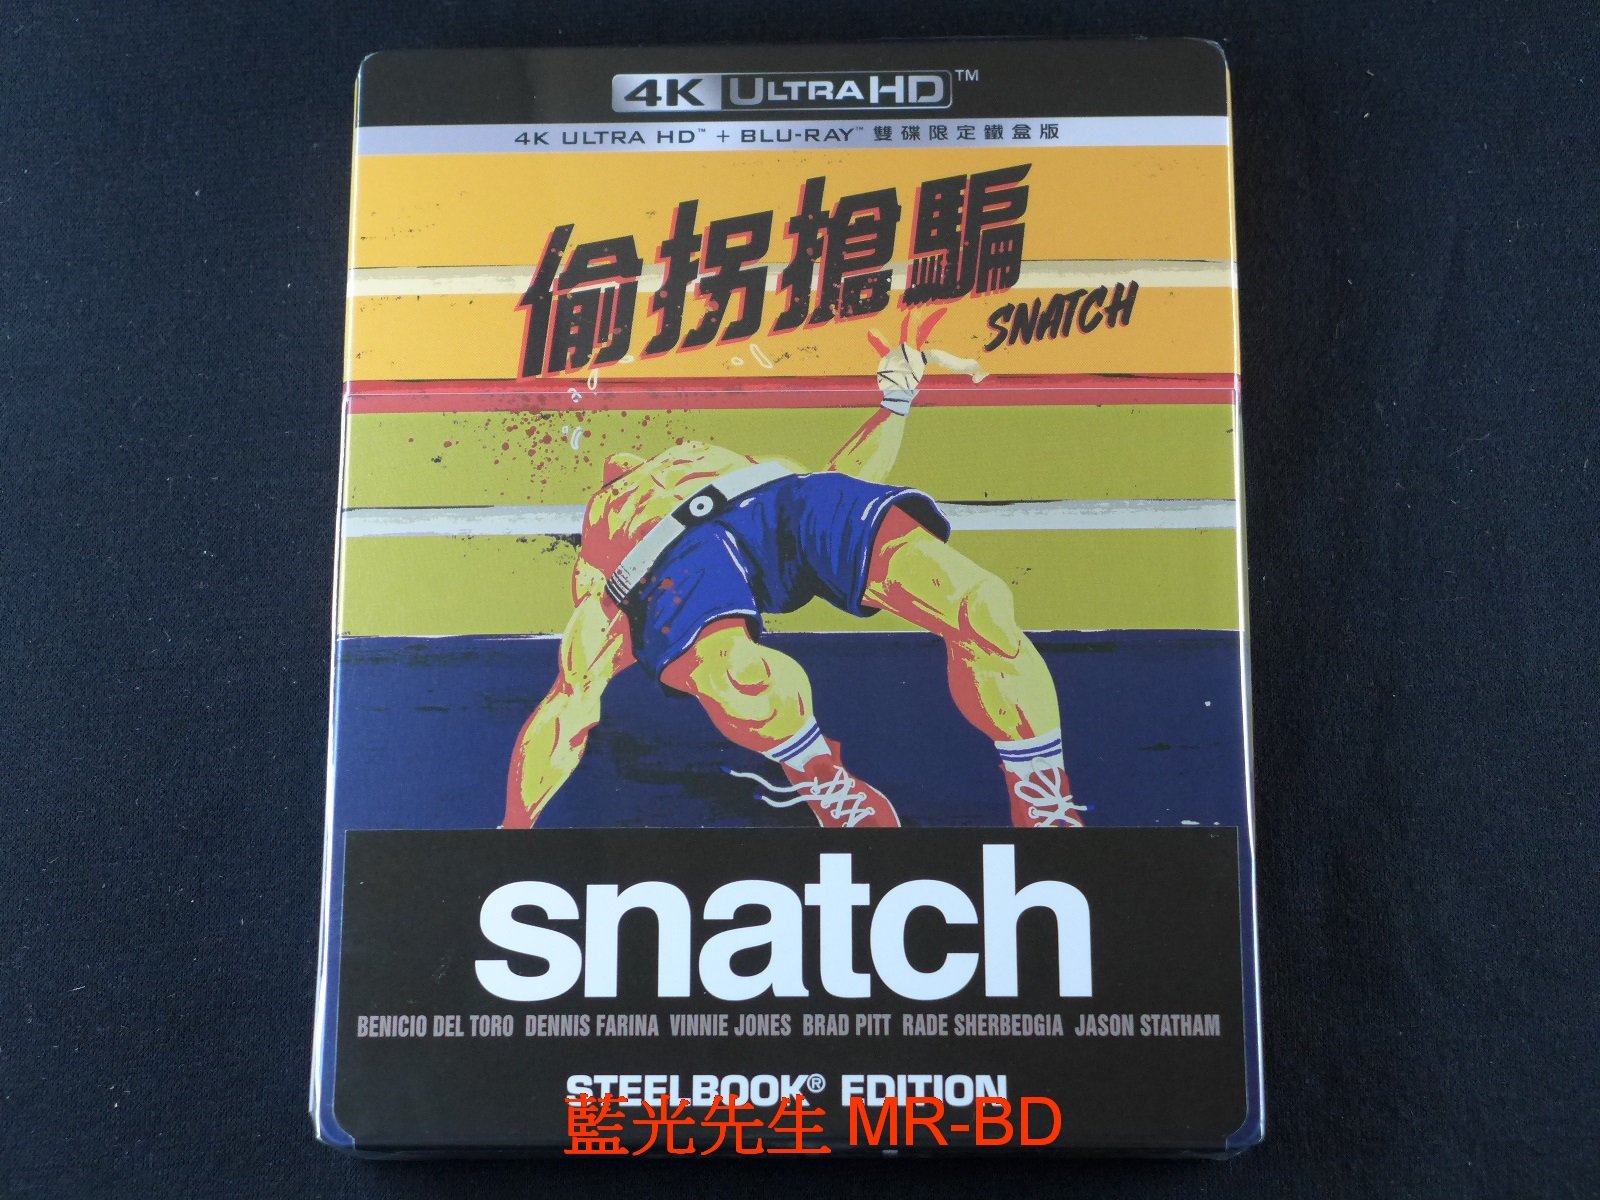 4K ULTRAHD™
4K ULTRA HD™ + BLU-RAY™ 雙碟限定鐵盒版
偷拐搶騙
SNATCH
snatch
BENICIO DEL TORO DENNIS FARINA VINNIE JONES BRAD PITT RADE SHERBEDGIA JASON STATHAM
STEELBOOK® EDITION
藍光先生 MR-BD